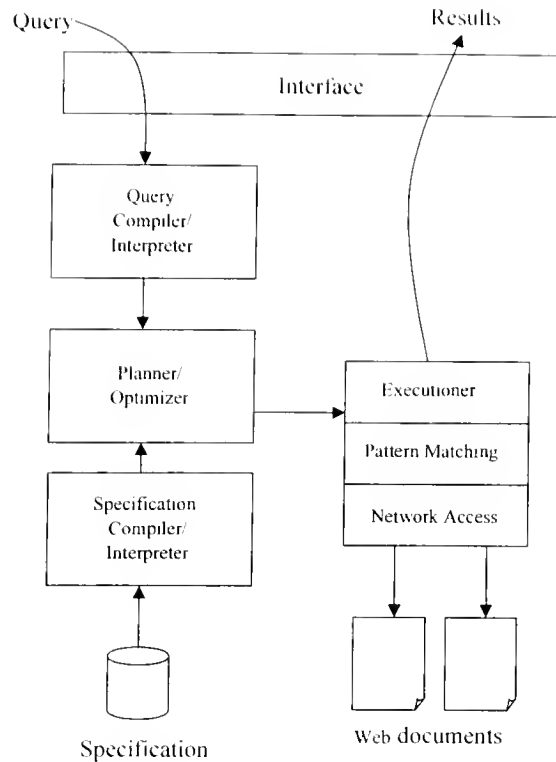 Query
Results
Interface
Query
Compiler/
Interpreter
Planner/
Optimizer
Executioner
Pattern Matching
Network Access
Specification
Compiler/
Interpreter
Specification
Web documents